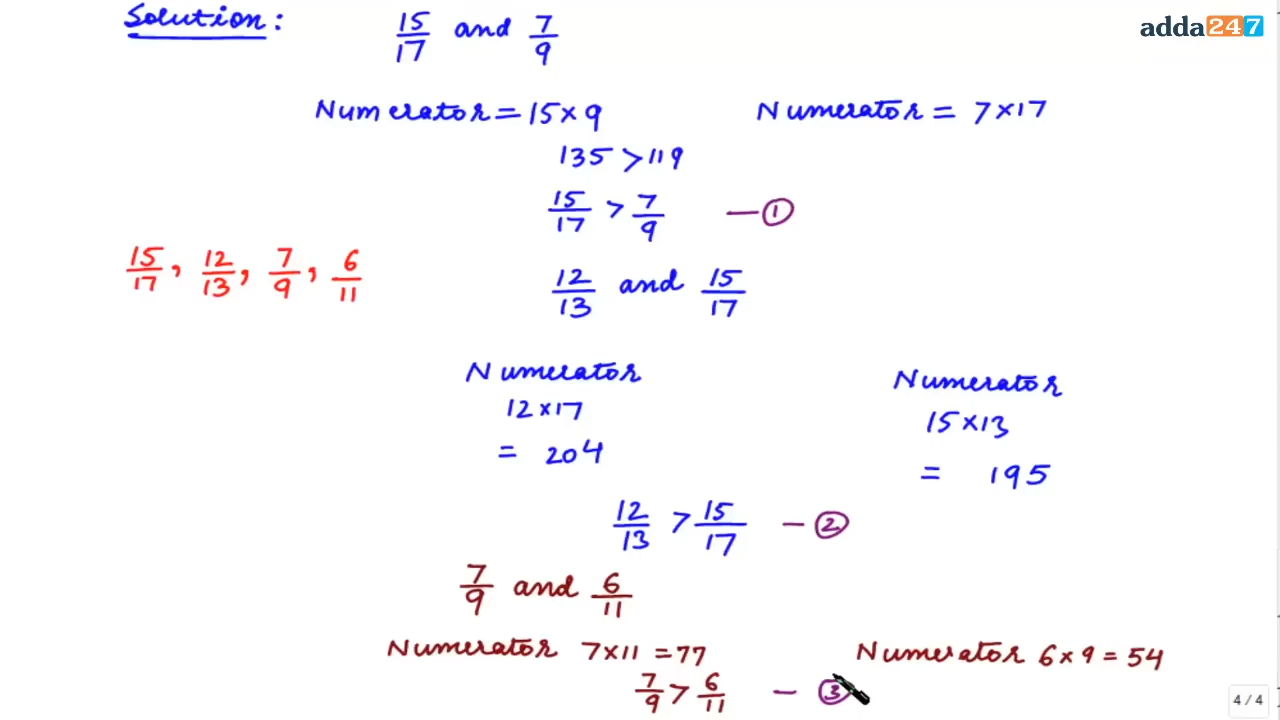 adda247
Solution: 15/17 and 7/9
Numerator = 15 × 9 Numerator = 7 × 17
135 > 119
15/17 > 7/9 — ①
15/17, 12/13, 7/9, 6/11
12/13 and 15/17
Numerator Numerator
12 × 17 15 × 13
= 204 = 195
12/13 > 15/17 — ②
7/9 and 6/11
Numerator 7 × 11 = 77 Numerator 6 × 9 = 54
7/9 > 6/11 — ③
4 / 4